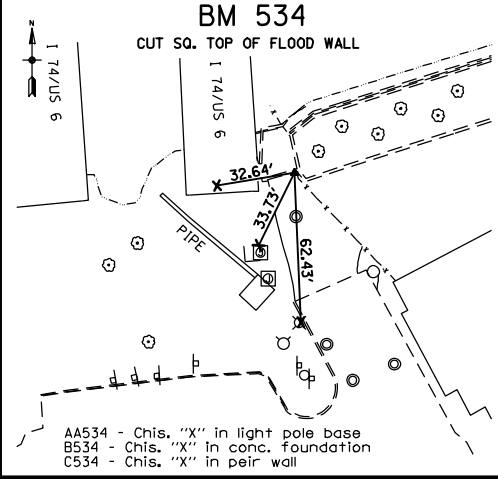 BM 534
CUT SQ. TOP OF FLOOD WALL
N
I 74/US 6
I 74/US 6
32.64'
33.73'
62.43'
PIPE
AA534 - Chis. "X" in light pole base
B534 - Chis. "X" in conc. foundation
C534 - Chis. "X" in peir wall